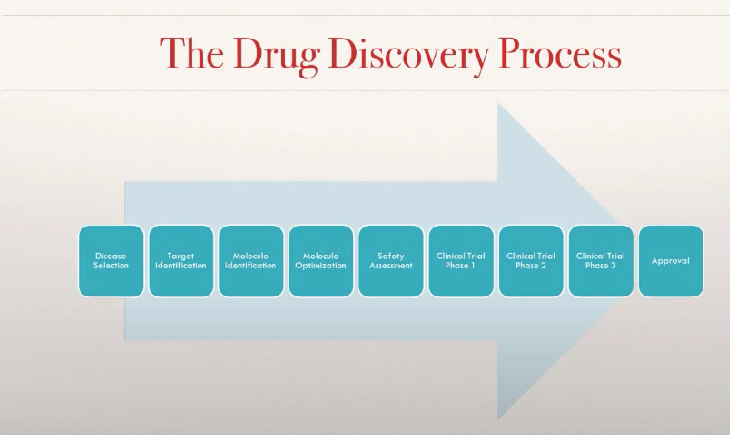 The Drug Discovery Process
Disease
Selection
Target
Identification
Molecule
Identification
Molecule
Optimization
Safety
Assessment
Clinical Trial
Phase 1
Clinical Trial
Phase 2
Clinical Trial
Phase 3
Approval